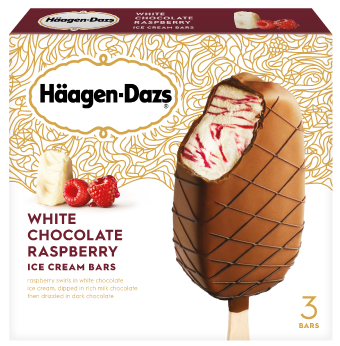 WHITE
CHOCOLATE
RASPBERRY
ICE CREAM BARS
Häagen-Dazs®
WHITE
CHOCOLATE
RASPBERRY
ICE CREAM BARS
raspberry swirls in white chocolate
ice cream, dipped in rich milk chocolate
then drizzled in dark chocolate
3
BARS